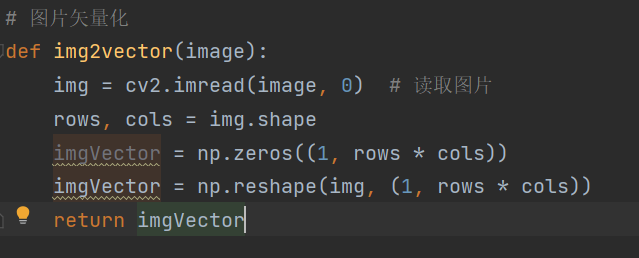 # 图片矢量化
def img2vector(image):
    img = cv2.imread(image, 0)  # 读取图片
    rows, cols = img.shape
    imgVector = np.zeros((1, rows * cols))
    imgVector = np.reshape(img, (1, rows * cols))
    return imgVector